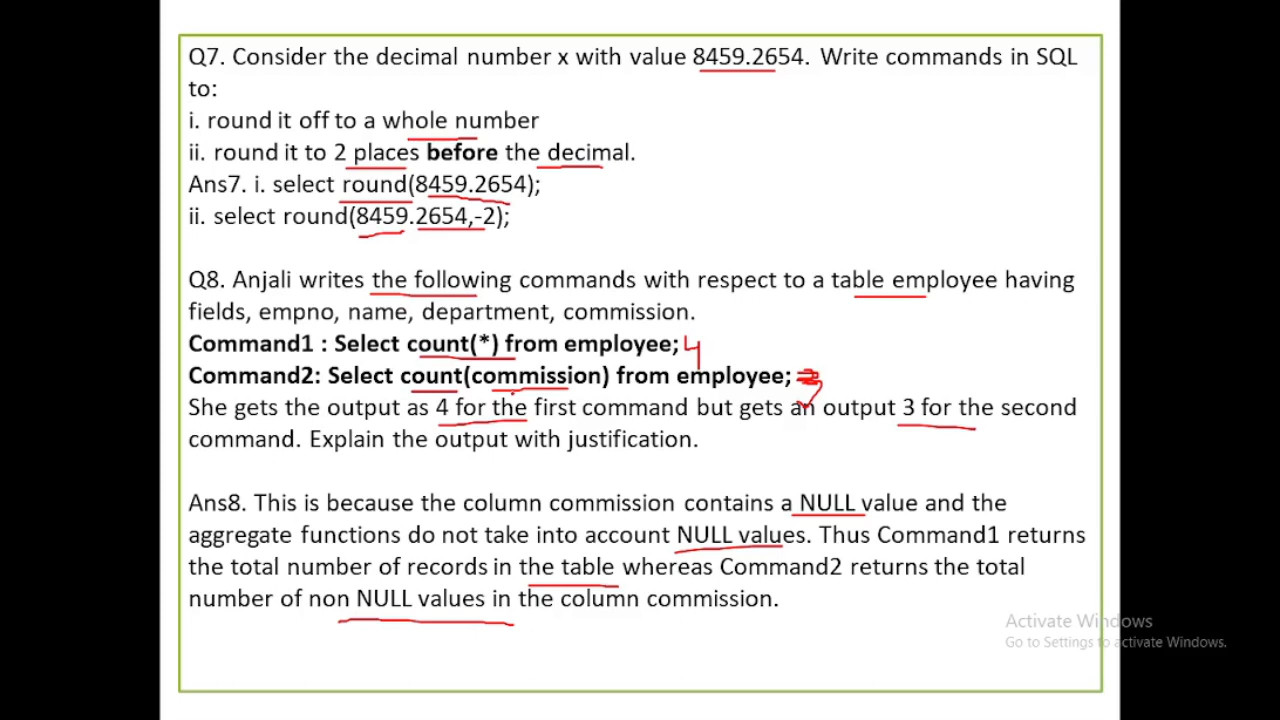 Q7. Consider the decimal number x with value 8459.2654. Write commands in SQL
to:
i. round it off to a whole number
ii. round it to 2 places before the decimal.
Ans7. i. select round(8459.2654);
ii. select round(8459.2654,-2);
Q8. Anjali writes the following commands with respect to a table employee having
fields, empno, name, department, commission.
Command1 : Select count(*) from employee; 4
Command2: Select count(commission) from employee; 3
She gets the output as 4 for the first command but gets an output 3 for the second
command. Explain the output with justification.
Ans8. This is because the column commission contains a NULL value and the
aggregate functions do not take into account NULL values. Thus Command1 returns
the total number of records in the table whereas Command2 returns the total
number of non NULL values in the column commission.
Activate Windows
Go to Settings to activate Windows.